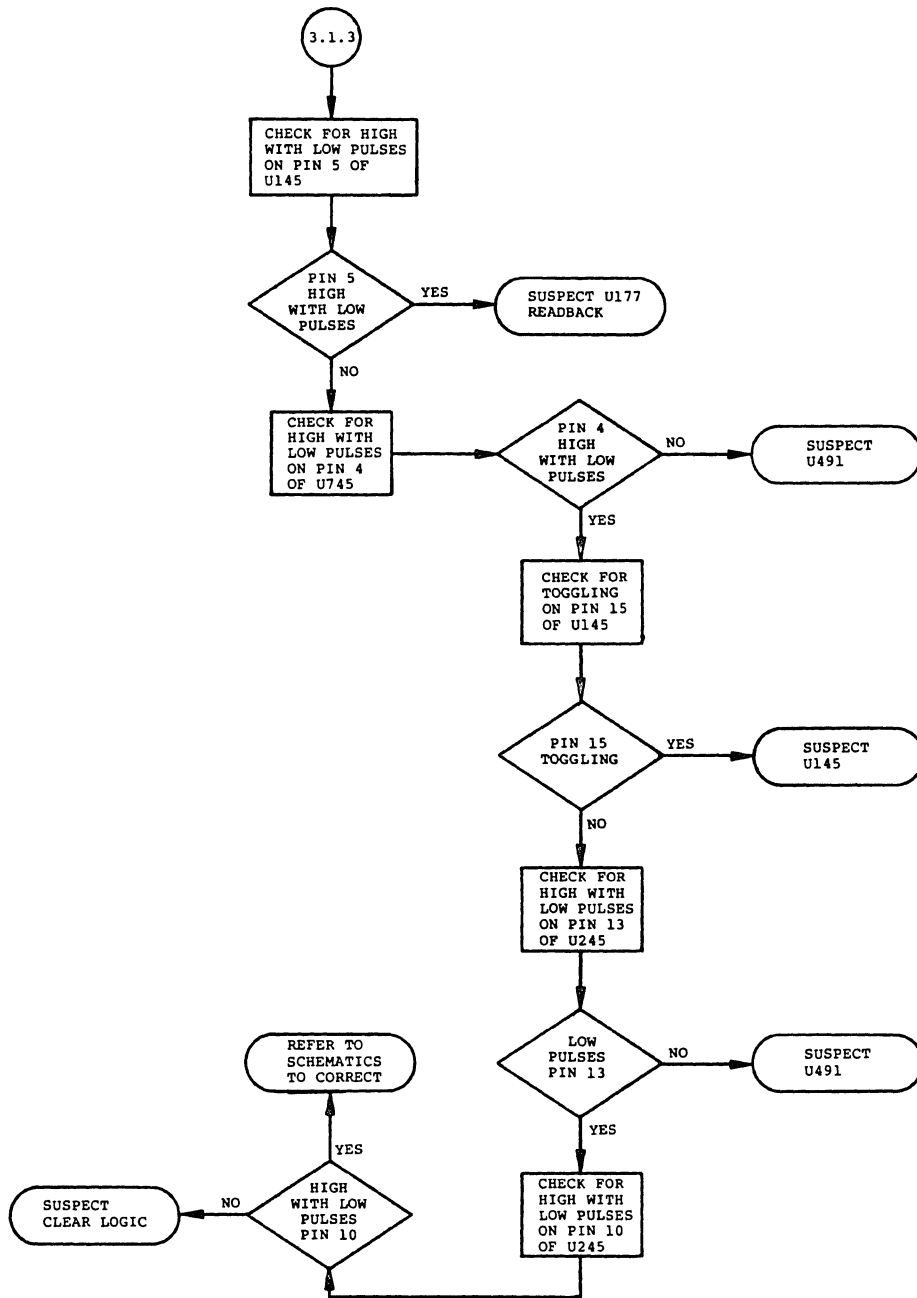 3.1.3
CHECK FOR HIGH
WITH LOW PULSES
ON PIN 5 OF
U145
PIN 5
HIGH
WITH LOW
PULSES
YES
SUSPECT U177
READBACK
NO
CHECK FOR
HIGH WITH
LOW PULSES
ON PIN 4
OF U745
PIN 4
HIGH
WITH LOW
PULSES
NO
SUSPECT
U491
YES
CHECK FOR
TOGGLING
ON PIN 15
OF U145
PIN 15
TOGGLING
YES
SUSPECT
U145
NO
CHECK FOR
HIGH WITH
LOW PULSES
ON PIN 13
OF U245
LOW
PULSES
PIN 13
NO
SUSPECT
U491
YES
CHECK FOR
HIGH WITH
LOW PULSES
ON PIN 10
OF U245
HIGH
WITH LOW
PULSES
PIN 10
YES
REFER TO
SCHEMATICS
TO CORRECT
NO
SUSPECT
CLEAR LOGIC